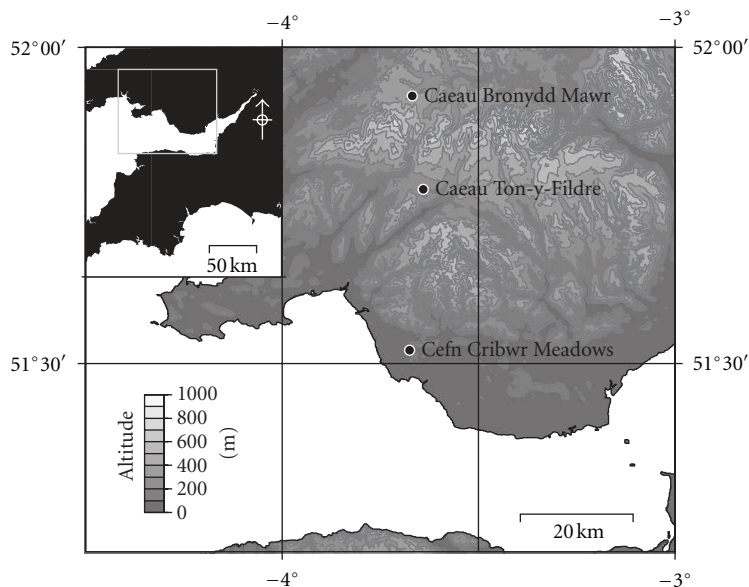 −4°
−3°
52°00′
52°00′
Caeau Bronydd Mawr
Caeau Ton-y-Fildre
50 km
Cefn Cribwr Meadows
51°30′
51°30′
Altitude
(m)
1000
800
600
400
200
0
20 km
−4°
−3°